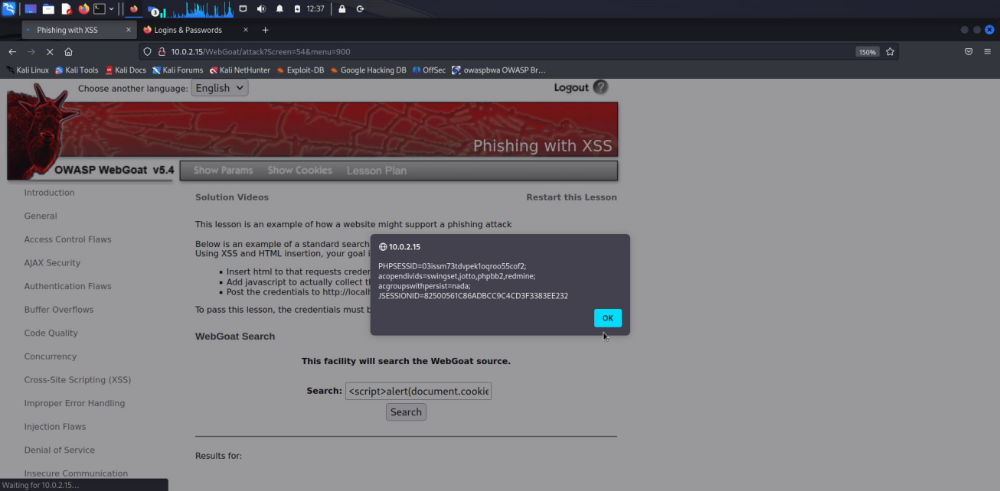 3
12:37
Phishing with XSS
Logins & Passwords
10.0.2.15/WebGoat/attack?Screen=54&menu=900
150%
Kali Linux Kali Tools Kali Docs Kali Forums Kali NetHunter Exploit-DB Google Hacking DB OffSec owaspbwa OWASP Br...
Choose another language: English
Logout ?
Phishing with XSS
OWASP WebGoat v5.4
Show Params Show Cookies Lesson Plan
Introduction
General
Access Control Flaws
AJAX Security
Authentication Flaws
Buffer Overflows
Code Quality
Concurrency
Cross-Site Scripting (XSS)
Improper Error Handling
Injection Flaws
Denial of Service
Insecure Communication
Solution Videos
Restart this Lesson
This lesson is an example of how a website might support a phishing attack
Below is an example of a standard search
Using XSS and HTML insertion, your goal i
Insert html to that requests creder
Add javascript to actually collect t
Post the credentials to http://local
To pass this lesson, the credentials must
10.0.2.15
PHPSESSID=03issm73tdvpek1oqroo55cof2;
acopendivids=swingset,jotto,phpbb2,redmine;
acgroupswithpersist=nada;
JSESSIONID=82500561C86ADBCC9C4CD3F3383EE232
OK
WebGoat Search
This facility will search the WebGoat source.
Search: <script>alert(document.cookie
Search
Results for:
Waiting for 10.0.2.15...